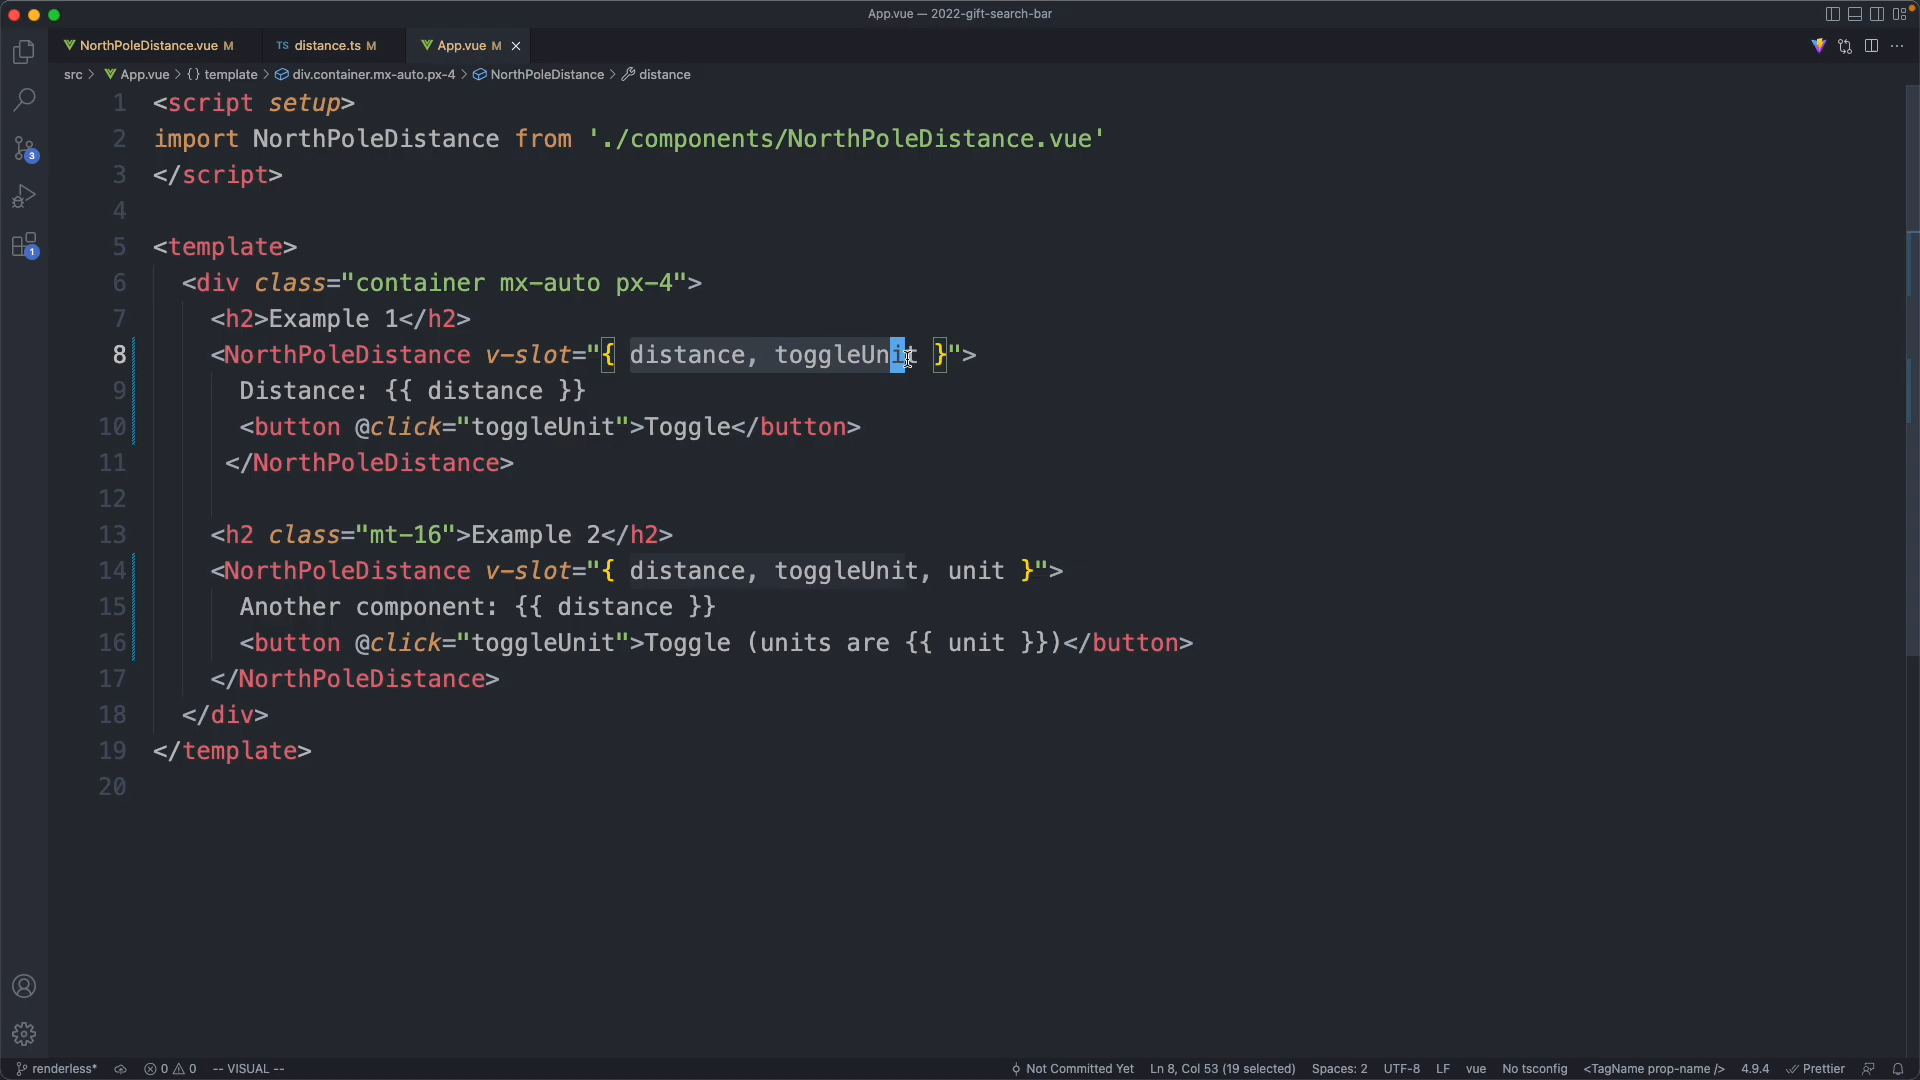 App.vue — 2022-gift-search-bar
NorthPoleDistance.vue M
TS distance.ts M
App.vue M
src > App.vue > {} template > div.container.mx-auto.px-4 > NorthPoleDistance > distance
1 <script setup>
2 import NorthPoleDistance from './components/NorthPoleDistance.vue'
3 </script>
4
5 <template>
6 <div class="container mx-auto px-4">
7 <h2>Example 1</h2>
8 <NorthPoleDistance v-slot="{ distance, toggleUnit }">
9 Distance: {{ distance }}
10 <button @click="toggleUnit">Toggle</button>
11 </NorthPoleDistance>
12
13 <h2 class="mt-16">Example 2</h2>
14 <NorthPoleDistance v-slot="{ distance, toggleUnit, unit }">
15 Another component: {{ distance }}
16 <button @click="toggleUnit">Toggle (units are {{ unit }})</button>
17 </NorthPoleDistance>
18 </div>
19 </template>
20
3
1
renderless* 0 0 -- VISUAL -- Not Committed Yet Ln 8, Col 53 (19 selected) Spaces: 2 UTF-8 LF vue No tsconfig <TagName prop-name /> 4.9.4 Prettier